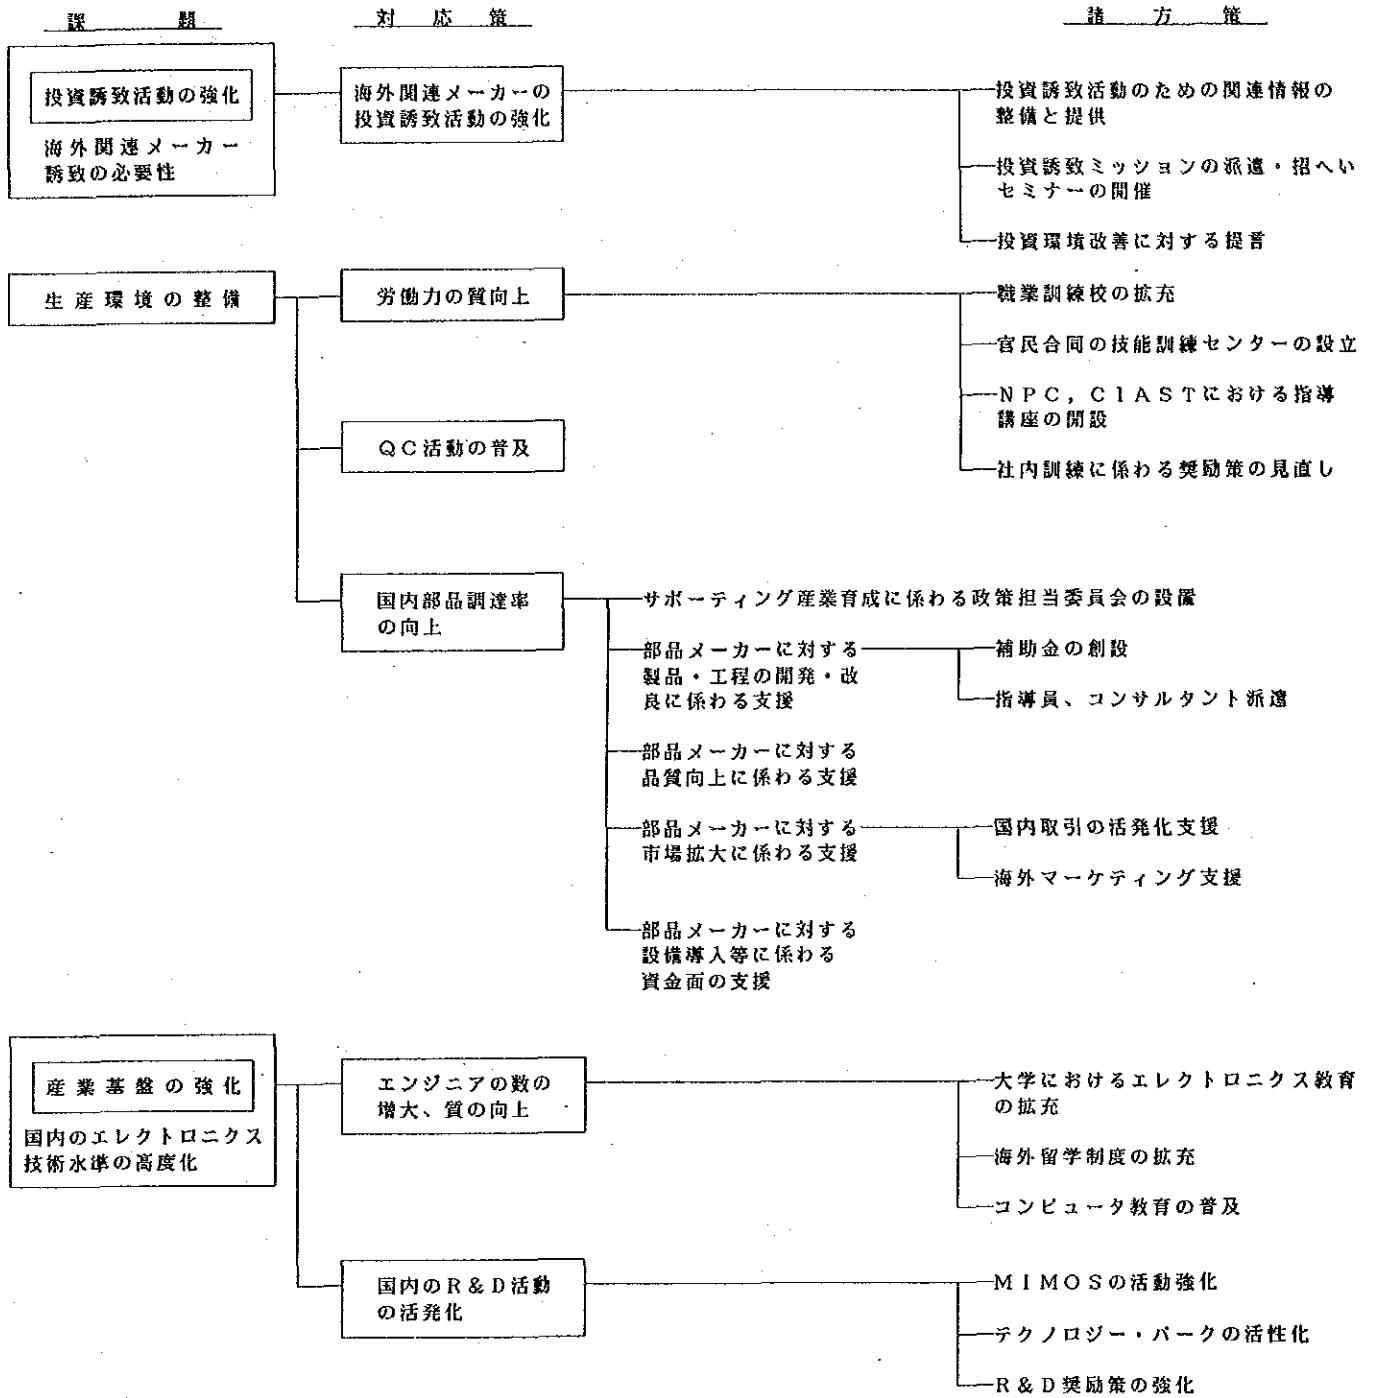 課題
対応策
諸方策
投資誘致活動の強化
海外関連メーカー
誘致の必要性
海外関連メーカーの
投資誘致活動の強化
投資誘致活動のための関連情報の
整備と提供
投資誘致ミッションの派遣・招へい
セミナーの開催
投資環境改善に対する提言
生産環境の整備
労働力の質向上
職業訓練校の拡充
官民合同の技能訓練センターの設立
NPC,CIASTにおける指導
講座の開設
社内訓練に係わる奨励策の見直し
QC活動の普及
国内部品調達率
の向上
サポーティング産業育成に係わる政策担当委員会の設置
部品メーカーに対する
製品・工程の開発・改
良に係わる支援
補助金の創設
指導員、コンサルタント派遣
部品メーカーに対する
品質向上に係わる支援
部品メーカーに対する
市場拡大に係わる支援
国内取引の活発化支援
海外マーケティング支援
部品メーカーに対する
設備導入等に係わる
資金面の支援
産業基盤の強化
国内のエレクトロニクス
技術水準の高度化
エンジニアの数の
増大、質の向上
大学におけるエレクトロニクス教育
の拡充
海外留学制度の拡充
コンピュータ教育の普及
国内のR&D活動
の活発化
MIMOSの活動強化
テクノロジー・パークの活性化
R&D奨励策の強化